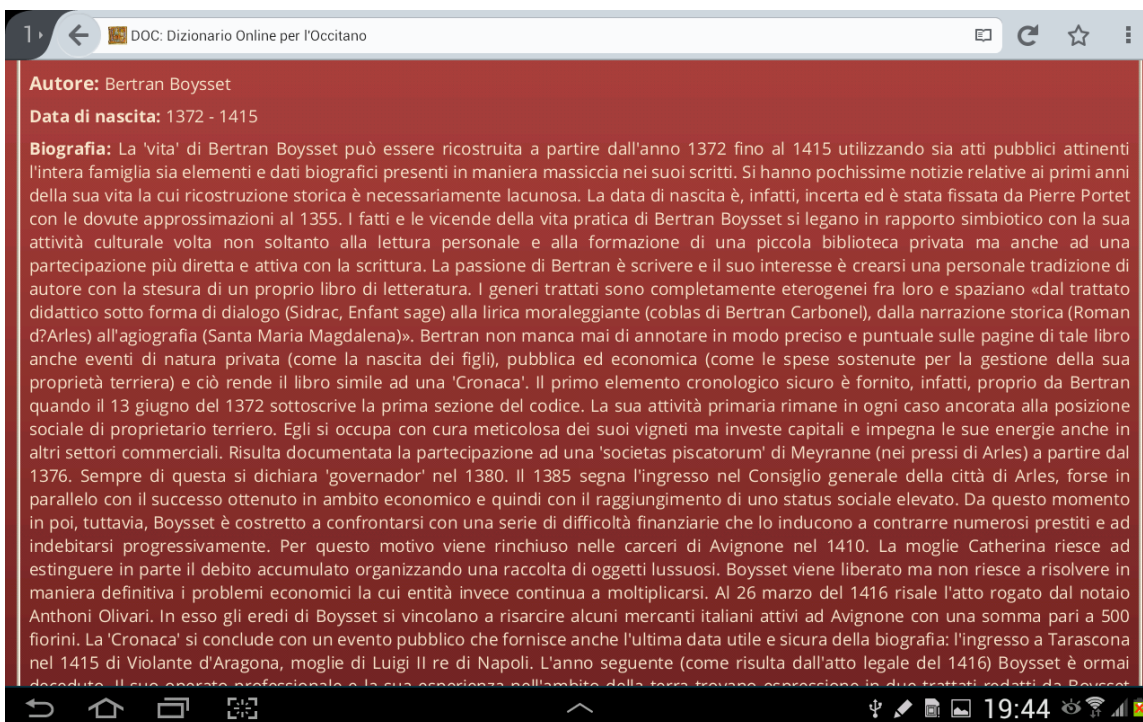 1
DOC: Dizionario Online per l'Occitano
Autore: Bertran Boysset
Data di nascita: 1372 - 1415
Biografia: La 'vita' di Bertran Boysset può essere ricostruita a partire dall'anno 1372 fino al 1415 utilizzando sia atti pubblici attinenti
l'intera famiglia sia elementi e dati biografici presenti in maniera massiccia nei suoi scritti. Si hanno pochissime notizie relative ai primi anni
della sua vita la cui ricostruzione storica è necessariamente lacunosa. La data di nascita è, infatti, incerta ed è stata fissata da Pierre Portet
con le dovute approssimazioni al 1355. I fatti e le vicende della vita pratica di Bertran Boysset si legano in rapporto simbiotico con la sua
attività culturale volta non soltanto alla lettura personale e alla formazione di una piccola biblioteca privata ma anche ad una
partecipazione più diretta e attiva con la scrittura. La passione di Bertran è scrivere e il suo interesse è crearsi una personale tradizione di
autore con la stesura di un proprio libro di letteratura. I generi trattati sono completamente eterogenei fra loro e spaziano «dal trattato
didattico sotto forma di dialogo (Sidrac, Enfant sage) alla lirica moraleggiante (coblas di Bertran Carbonel), dalla narrazione storica (Roman
d?Arles) all'agiografia (Santa Maria Magdalena)». Bertran non manca mai di annotare in modo preciso e puntuale sulle pagine di tale libro
anche eventi di natura privata (come la nascita dei figli), pubblica ed economica (come le spese sostenute per la gestione della sua
proprietà terriera) e ciò rende il libro simile ad una 'Cronaca'. Il primo elemento cronologico sicuro è fornito, infatti, proprio da Bertran
quando il 13 giugno del 1372 sottoscrive la prima sezione del codice. La sua attività primaria rimane in ogni caso ancorata alla posizione
sociale di proprietario terriero. Egli si occupa con cura meticolosa dei suoi vigneti ma investe capitali e impegna le sue energie anche in
altri settori commerciali. Risulta documentata la partecipazione ad una 'societas piscatorum' di Meyranne (nei pressi di Arles) a partire dal
1376. Sempre di questa si dichiara 'governador' nel 1380. Il 1385 segna l'ingresso nel Consiglio generale della città di Arles, forse in
parallelo con il successo ottenuto in ambito economico e quindi con il raggiungimento di uno status sociale elevato. Da questo momento
in poi, tuttavia, Boysset è costretto a confrontarsi con una serie di difficoltà finanziarie che lo inducono a contrarre numerosi prestiti e ad
indebitarsi progressivamente. Per questo motivo viene rinchiuso nelle carceri di Avignone nel 1410. La moglie Catherina riesce ad
estinguere in parte il debito accumulato organizzando una raccolta di oggetti lussuosi. Boysset viene liberato ma non riesce a risolvere in
maniera definitiva i problemi economici la cui entità invece continua a moltiplicarsi. Al 26 marzo del 1416 risale l'atto rogato dal notaio
Anthoni Olivari. In esso gli eredi di Boysset si vincolano a risarcire alcuni mercanti italiani attivi ad Avignone con una somma pari a 500
fiorini. La 'Cronaca' si conclude con un evento pubblico che fornisce anche l'ultima data utile e sicura della biografia: l'ingresso a Tarascona
nel 1415 di Violante d'Aragona, moglie di Luigi II re di Napoli. L'anno seguente (come risulta dall'atto legale del 1416) Boysset è ormai
deceduto. Il suo operato professionale e la sua esperienza nell'ambito della terra trovano espressione in due trattati redatti da Boysset
19:44